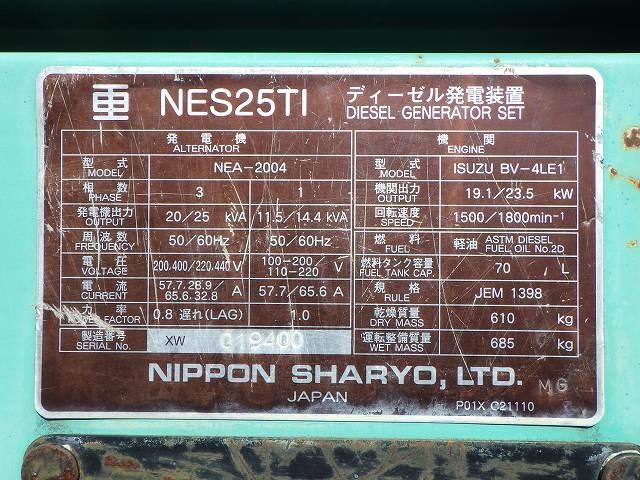 NES25TI ディーゼル発電装置
DIESEL GENERATOR SET
発電機
ALTERNATOR
型式 MODEL NEA-2004
相数 PHASE 3 1
発電機出力 OUTPUT 20/25 kVA 11.5/14.4 kVA
周波数 FREQUENCY 50/60Hz 50/60Hz
電圧 VOLTAGE 200.400/220.440 V 100-200/110-220 V
電流 CURRENT 57.7.28.9/65.6.32.8 A 57.7/65.6 A
力率 POWER FACTOR 0.8 遅れ(LAG) 1.0
製造番号 SERIAL No. XW 019400
機関
ENGINE
型式 MODEL ISUZU BV-4LE1
機関出力 OUTPUT 19.1/23.5 kW
回転速度 SPEED 1500/1800min-1
燃料 FUEL 軽油 ASTM DIESEL FUEL OIL No.2D
燃料タンク容量 FUEL TANK CAP. 70 L
規格 RULE JEM 1398
乾燥質量 DRY MASS 610 kg
運転整備質量 WET MASS 685 kg
NIPPON SHARYO, LTD. MG
JAPAN
P01X C21110